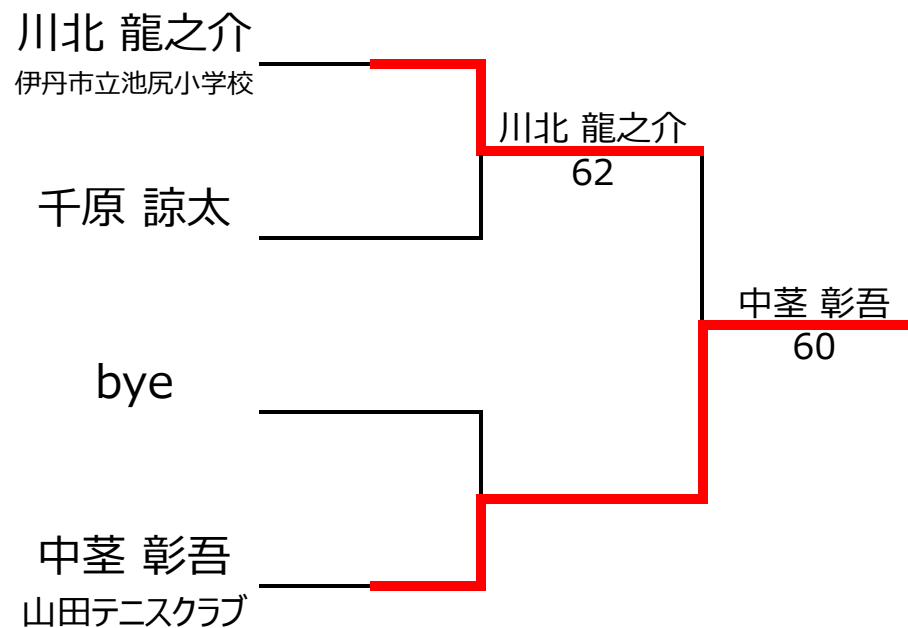 川北 龍之介
伊丹市立池尻小学校
川北 龍之介
62
千原 諒太
中茎 彰吾
60
bye
中茎 彰吾
山田テニスクラブ